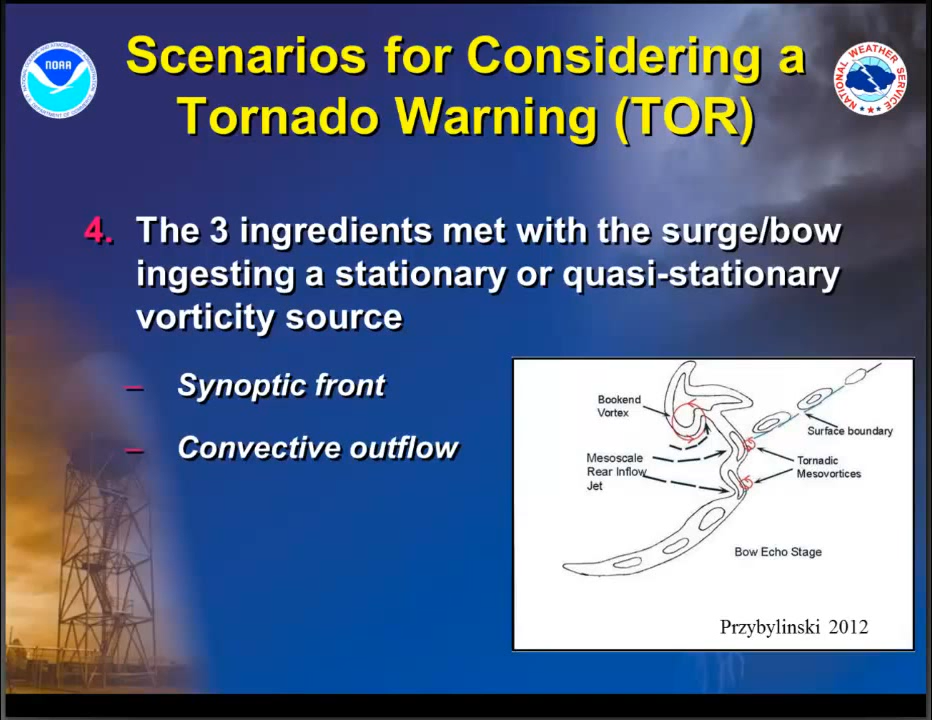 Scenarios for Considering a
Tornado Warning (TOR)
NOAA
NATIONAL WEATHER SERVICE
4. The 3 ingredients met with the surge/bow
ingesting a stationary or quasi-stationary
vorticity source
– Synoptic front
– Convective outflow
Bookend
Vortex
Surface boundary
Mesoscale
Rear Inflow
Jet
Tornadic
Mesovortices
Bow Echo Stage
Przybylinski 2012